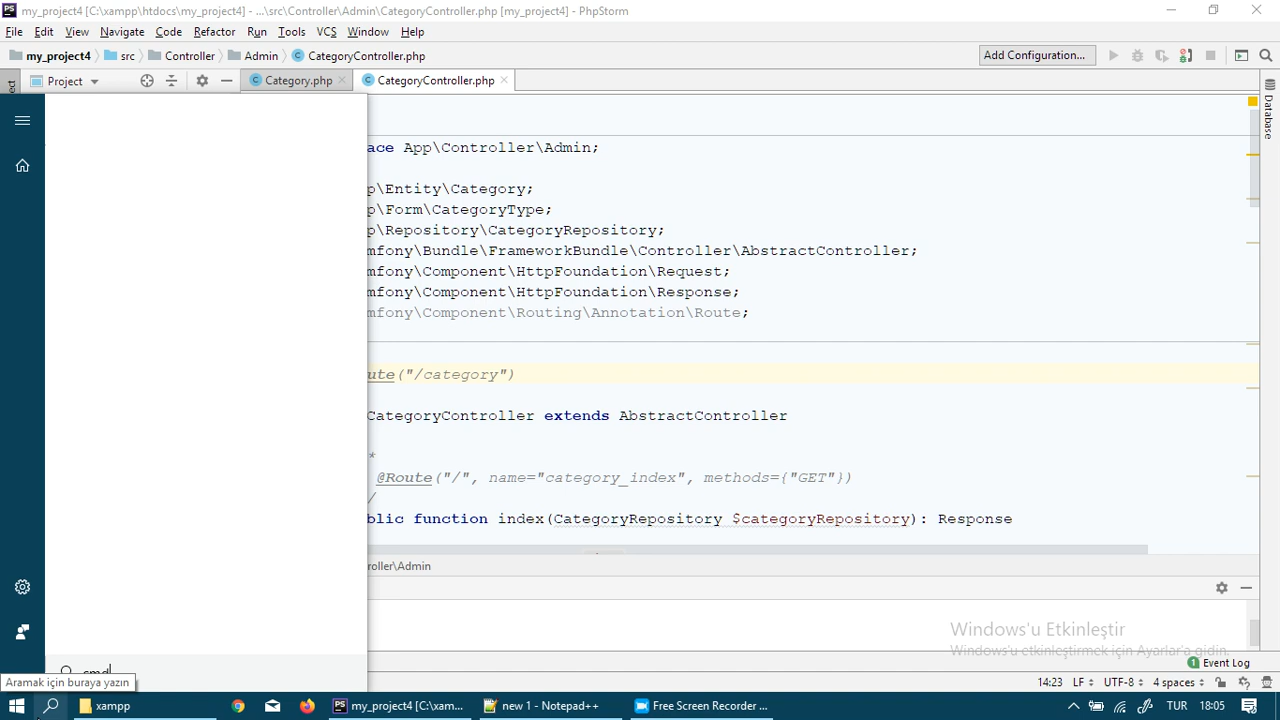 my_project4 [C:\xampp\htdocs\my_project4] - ...\src\Controller\Admin\CategoryController.php [my_project4] - PhpStorm
File Edit View Navigate Code Refactor Run Tools VCS Window Help
my_project4 src Controller Admin CategoryController.php Add Configuration...
Project Category.php CategoryController.php
Database
ace App\Controller\Admin;
p\Entity\Category;
p\Form\CategoryType;
p\Repository\CategoryRepository;
mfony\Bundle\FrameworkBundle\Controller\AbstractController;
mfony\Component\HttpFoundation\Request;
mfony\Component\HttpFoundation\Response;
mfony\Component\Routing\Annotation\Route;
ute("/category")
CategoryController extends AbstractController
*
@Route("/", name="category_index", methods={"GET"})
/
blic function index(CategoryRepository $categoryRepository): Response
oller\Admin
Windows'u Etkinleştir
Windows'u etkinleştirmek için Ayarlar'a gidin.
Event Log
cmd
Aramak için buraya yazın
14:23 LF UTF-8 4 spaces
xampp my_project4 [C:\xampp\htdocs\my... new 1 - Notepad++ Free Screen Recorder ... TUR 18:05